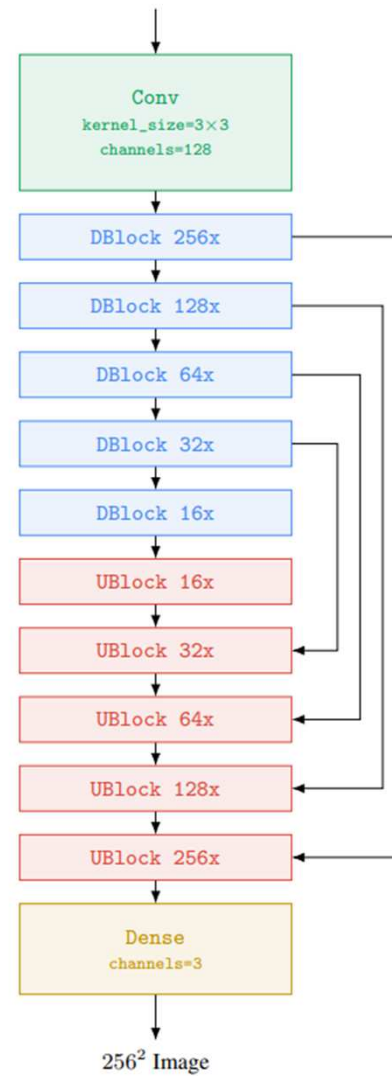 Conv
kernel_size=3×3
channels=128
DBlock 256x
DBlock 128x
DBlock 64x
DBlock 32x
DBlock 16x
UBlock 16x
UBlock 32x
UBlock 64x
UBlock 128x
UBlock 256x
Dense
channels=3
256² Image